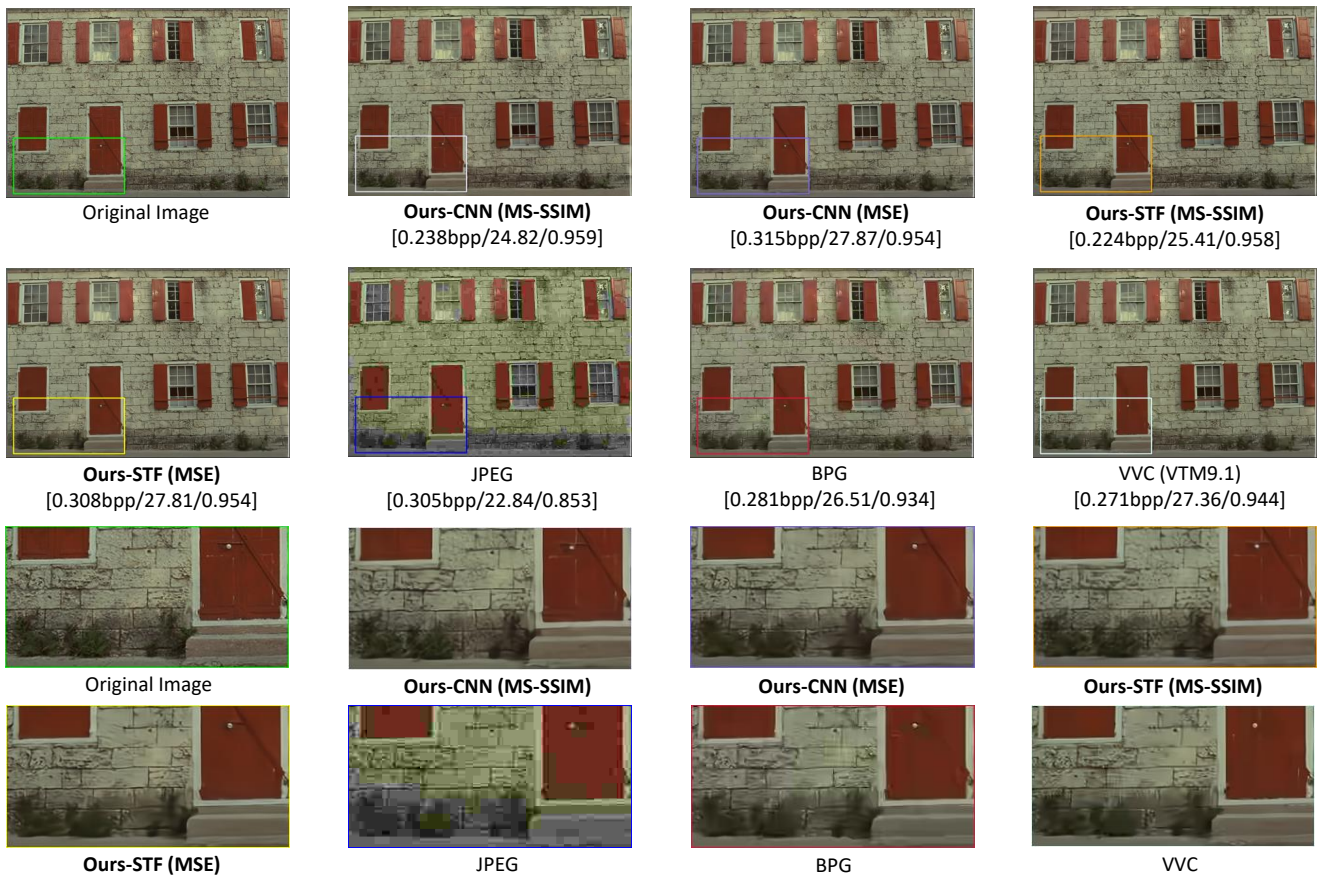 Original Image
Ours-CNN (MS-SSIM)
[0.238bpp/24.82/0.959]
Ours-CNN (MSE)
[0.315bpp/27.87/0.954]
Ours-STF (MS-SSIM)
[0.224bpp/25.41/0.958]
Ours-STF (MSE)
[0.308bpp/27.81/0.954]
JPEG
[0.305bpp/22.84/0.853]
BPG
[0.281bpp/26.51/0.934]
VVC (VTM9.1)
[0.271bpp/27.36/0.944]
Original Image
Ours-CNN (MS-SSIM)
Ours-CNN (MSE)
Ours-STF (MS-SSIM)
Ours-STF (MSE)
JPEG
BPG
VVC